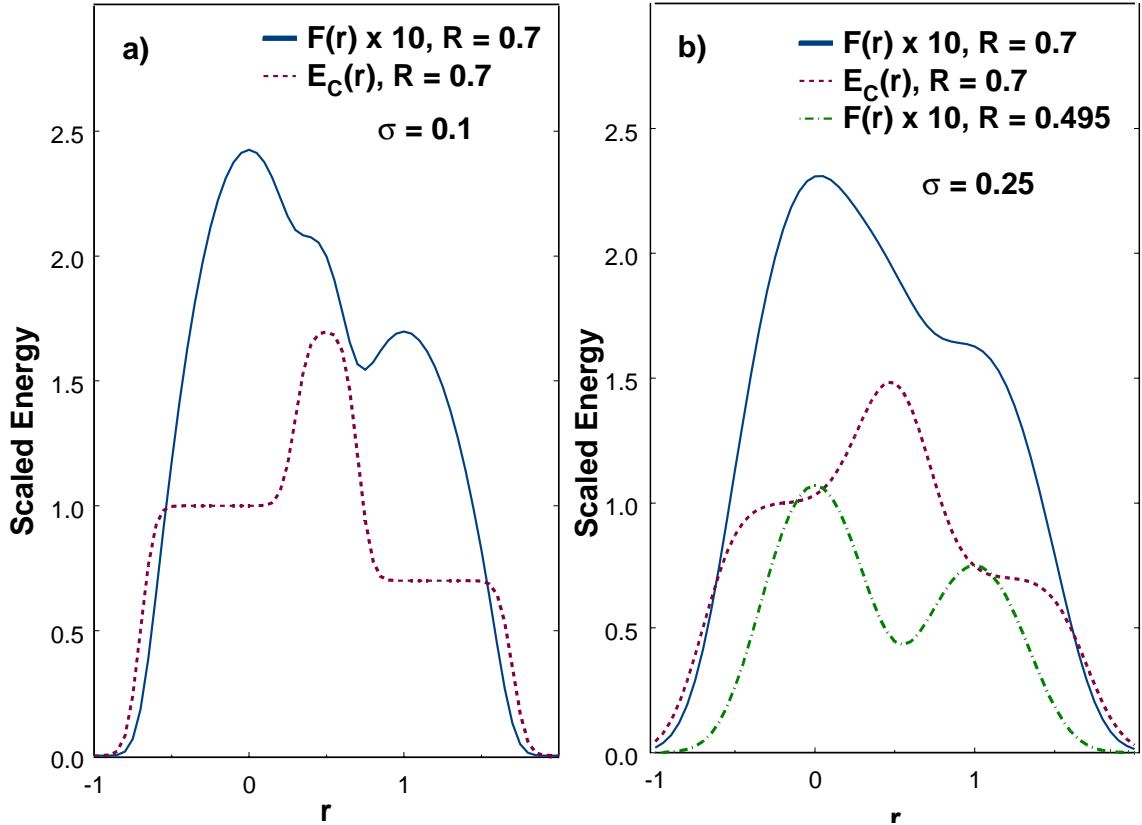 a)
F(r) x 10, R = 0.7
E_C(r), R = 0.7
σ = 0.1
2.5
2.0
1.5
1.0
0.5
0.0
Scaled Energy
-1
0
1
r
b)
F(r) x 10, R = 0.7
E_C(r), R = 0.7
F(r) x 10, R = 0.495
σ = 0.25
2.5
2.0
1.5
1.0
0.5
0.0
Scaled Energy
-1
0
1
r